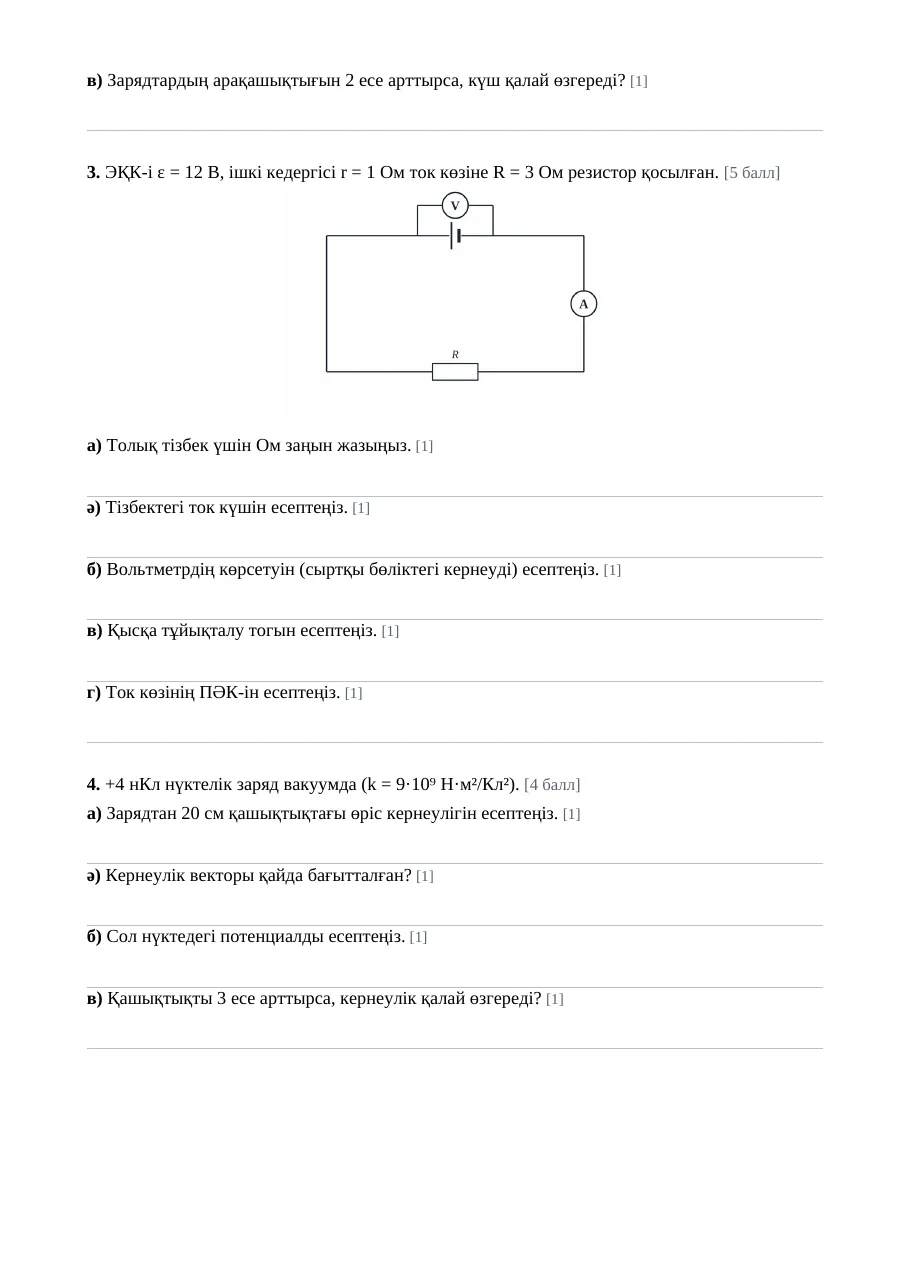 в) Зарядтардың арақашықтығын 2 есе арттырса, күш қалай өзгереді? [1]
3. ЭҚК-і ε = 12 В, ішкі кедергісі r = 1 Ом ток көзіне R = 3 Ом резистор қосылған. [5 балл]
V
A
R
а) Толық тізбек үшін Ом заңын жазыңыз. [1]
ә) Тізбектегі ток күшін есептеңіз. [1]
б) Вольтметрдің көрсетуін (сыртқы бөліктегі кернеуді) есептеңіз. [1]
в) Қысқа тұйықталу тогын есептеңіз. [1]
г) Ток көзінің ПӘК-ін есептеңіз. [1]
4. +4 нКл нүктелік заряд вакуумда (k = 9·10⁹ Н·м²/Кл²). [4 балл]
а) Зарядтан 20 см қашықтықтағы өріс кернеулігін есептеңіз. [1]
ә) Кернеулік векторы қайда бағытталған? [1]
б) Сол нүктедегі потенциалды есептеңіз. [1]
в) Қашықтықты 3 есе арттырса, кернеулік қалай өзгереді? [1]